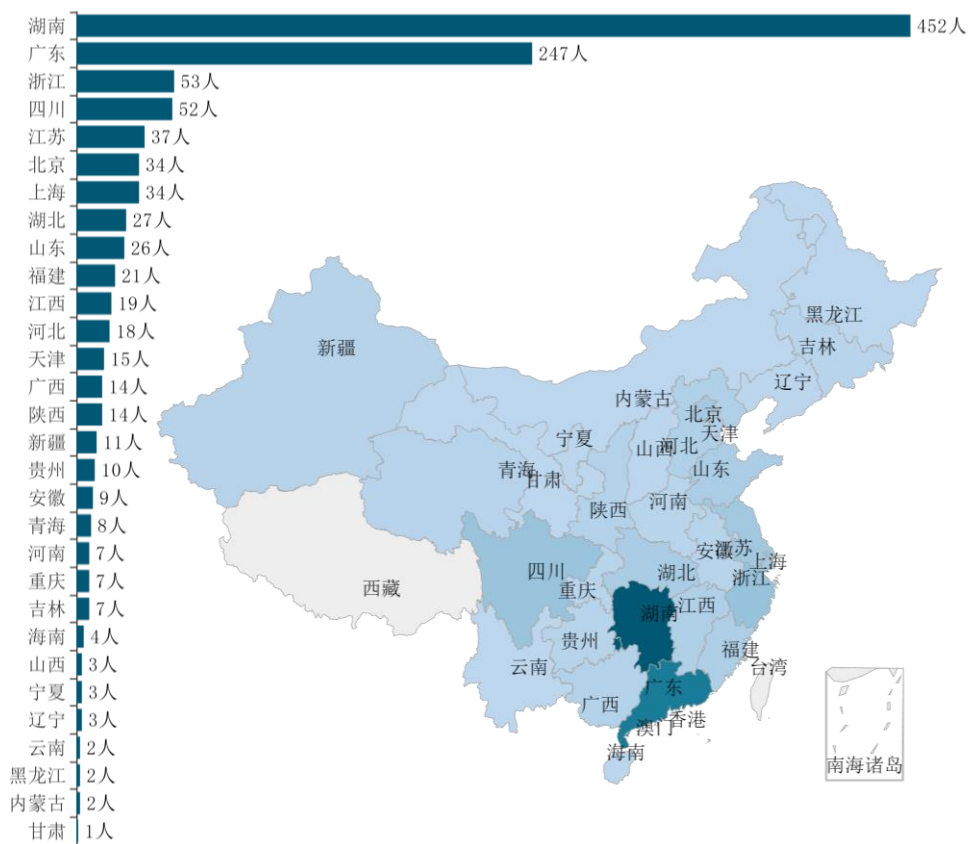 湖南 452人
广东 247人
浙江 53人
四川 52人
江苏 37人
北京 34人
上海 34人
湖北 27人
山东 26人
福建 21人
江西 19人
河北 18人
天津 15人
广西 14人
陕西 14人
新疆 11人
贵州 10人
安徽 9人
青海 8人
河南 7人
重庆 7人
吉林 7人
海南 4人
山西 3人
宁夏 3人
辽宁 3人
云南 2人
黑龙江 2人
内蒙古 2人
甘肃 1人
黑龙江
吉林
新疆
辽宁
内蒙古
北京
天津
宁夏
山西
河北
青海
甘肃
山东
河南
陕西
安徽
江苏
上海
四川
湖北
浙江
重庆
西藏
湖南
江西
贵州
福建
云南
台湾
广东
广西
香港
澳门
海南
南海诸岛